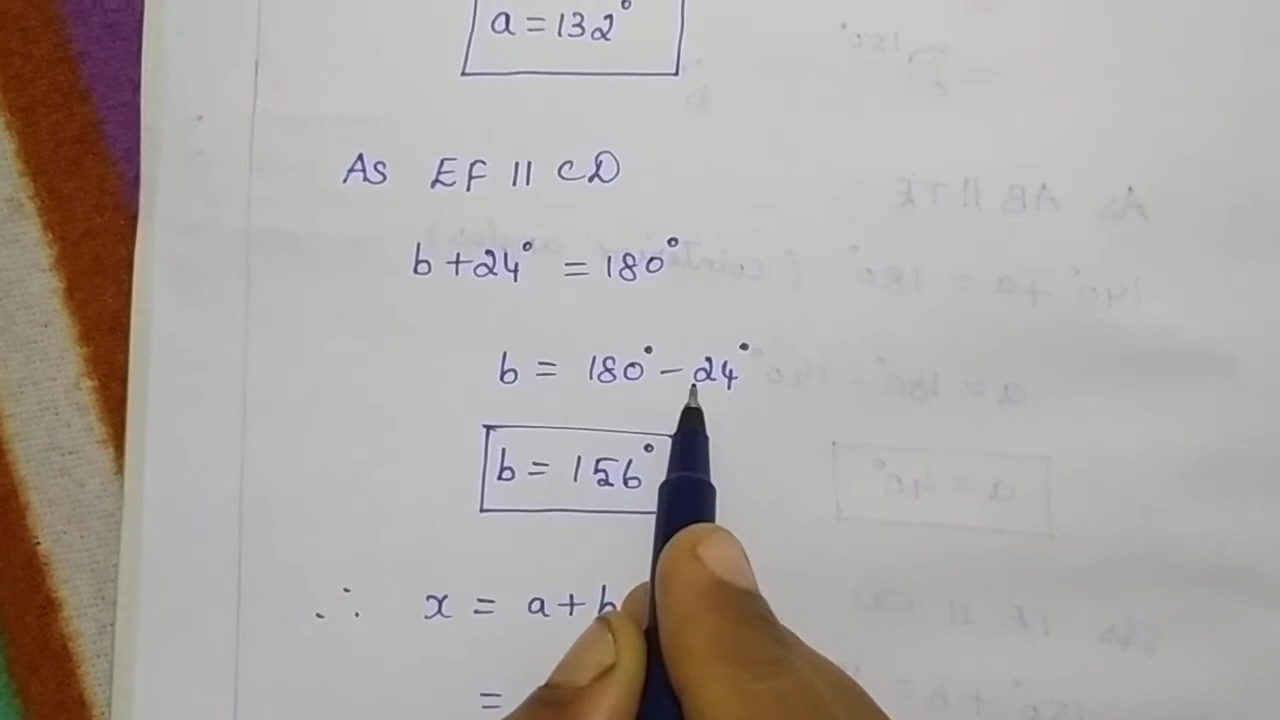 a = 132°
As EF || CD
b + 24° = 180°
b = 180° - 24°
b = 156°
∴ x = a + b
=